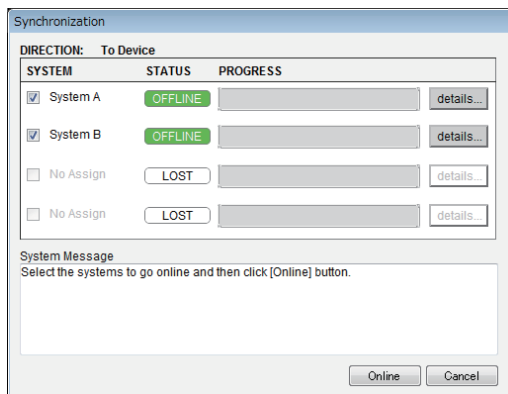 Synchronization
DIRECTION: To Device
SYSTEM STATUS PROGRESS
System A OFFLINE details...
System B OFFLINE details...
No Assign LOST details...
No Assign LOST details...
System Message
Select the systems to go online and then click [Online] button.
Online Cancel